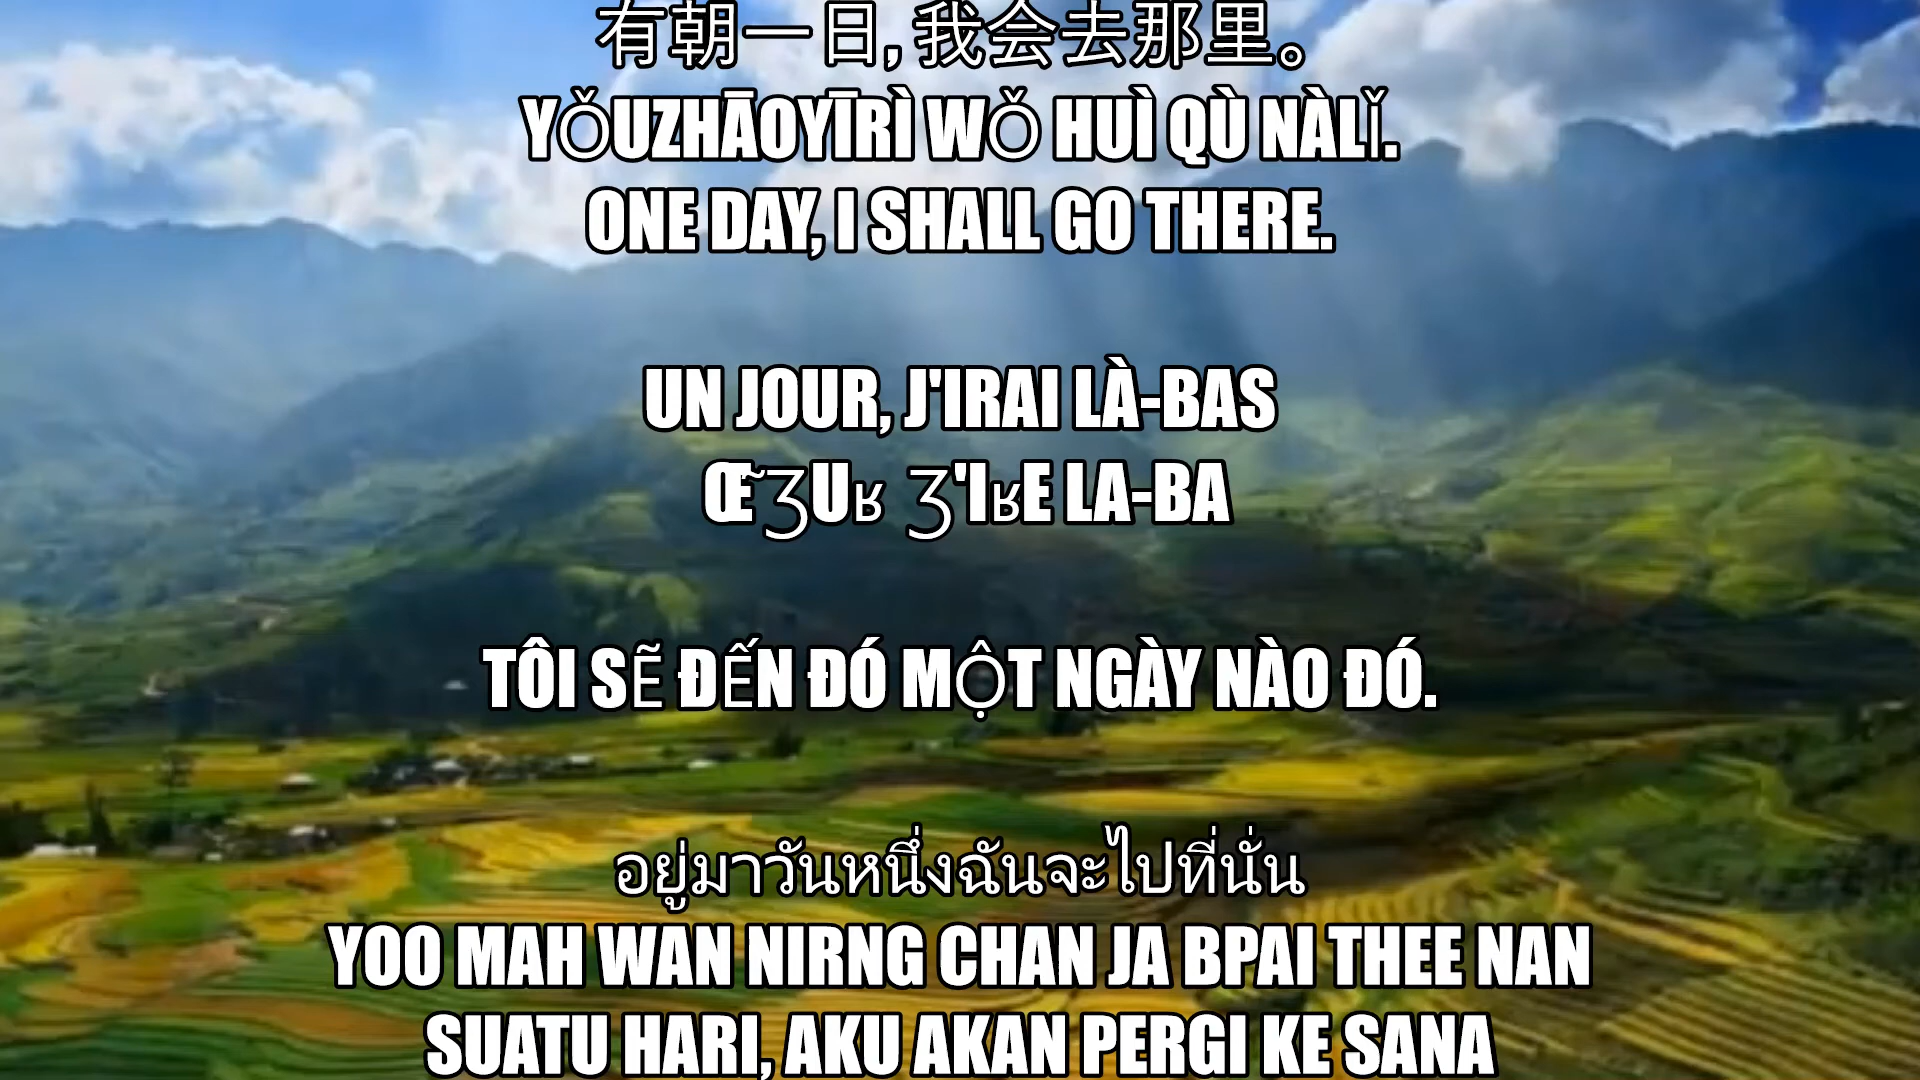 有朝一日, 我会去那里。
YǑUZHĀOYĪRÌ WǑ HUÌ QÙ NÀLǏ.
ONE DAY, I SHALL GO THERE.
UN JOUR, J'IRAI LÀ-BAS
Œ̃ƷUʁ Ʒ'IʁE LA-BA
TÔI SẼ ĐẾN ĐÓ MỘT NGÀY NÀO ĐÓ.
อยู่มาวันหนึ่งฉันจะไปที่นั่น
YOO MAH WAN NIRNG CHAN JA BPAI THEE NAN
SUATU HARI, AKU AKAN PERGI KE SANA